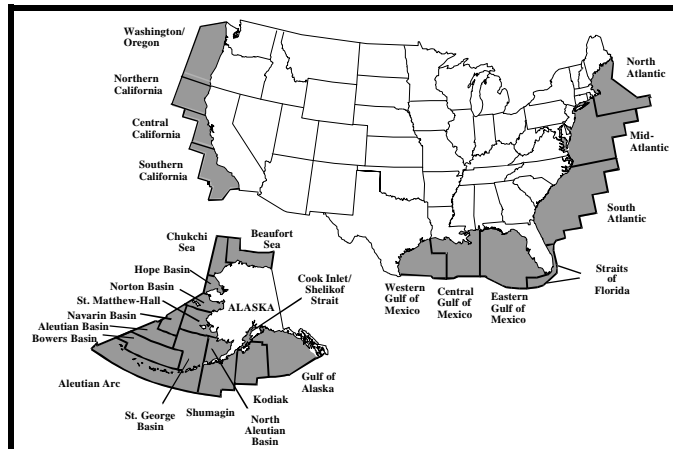 Washington/
Oregon
Northern
California
Central
California
Southern
California
North
Atlantic
Mid-
Atlantic
South
Atlantic
Straits
of Florida
Western
Gulf of
Mexico
Central
Gulf of
Mexico
Eastern
Gulf of
Mexico
Chukchi
Sea
Beaufort
Sea
Hope Basin
Norton Basin
St. Matthew-Hall
Navarin Basin
Aleutian Basin
Bowers Basin
ALASKA
Cook Inlet/
Shelikof
Strait
Aleutian Arc
St. George
Basin
Shumagin
North
Aleutian
Basin
Kodiak
Gulf of
Alaska